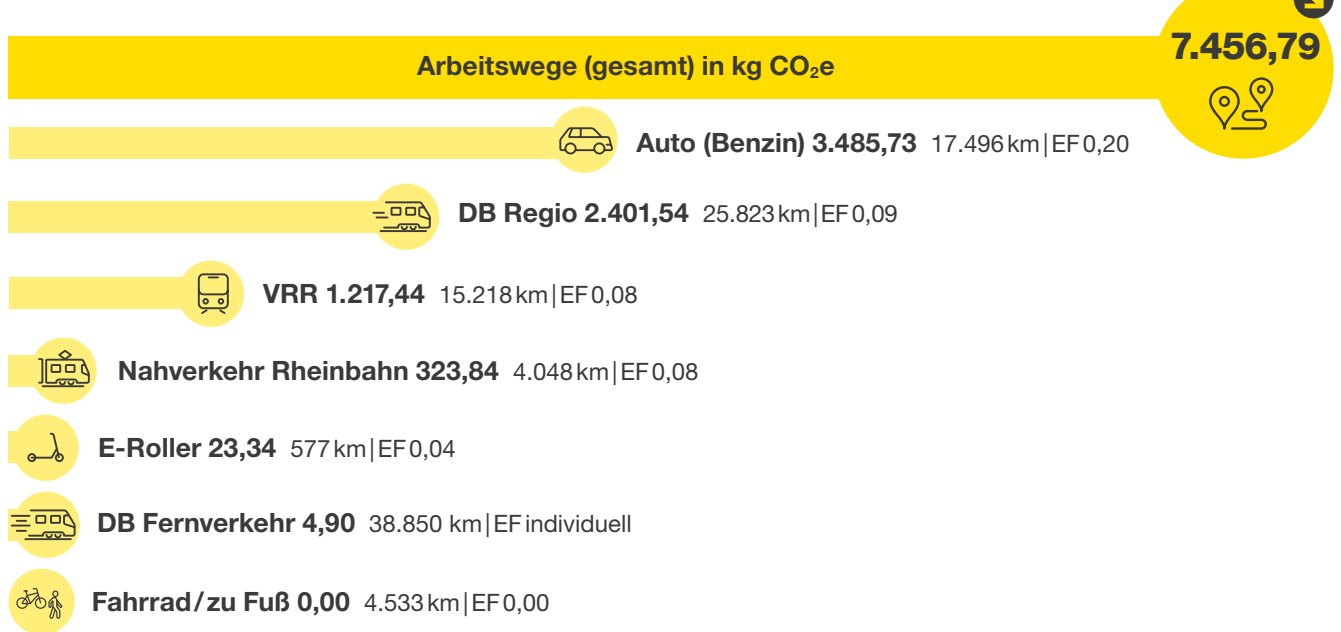 7.456,79
Arbeitswege (gesamt) in kg CO₂e
Auto (Benzin) 3.485,73 17.496 km|EF 0,20
DB Regio 2.401,54 25.823 km|EF 0,09
VRR 1.217,44 15.218 km|EF 0,08
Nahverkehr Rheinbahn 323,84 4.048 km|EF 0,08
E-Roller 23,34 577 km|EF 0,04
DB Fernverkehr 4,90 38.850 km|EF individuell
Fahrrad/zu Fuß 0,00 4.533 km|EF 0,00